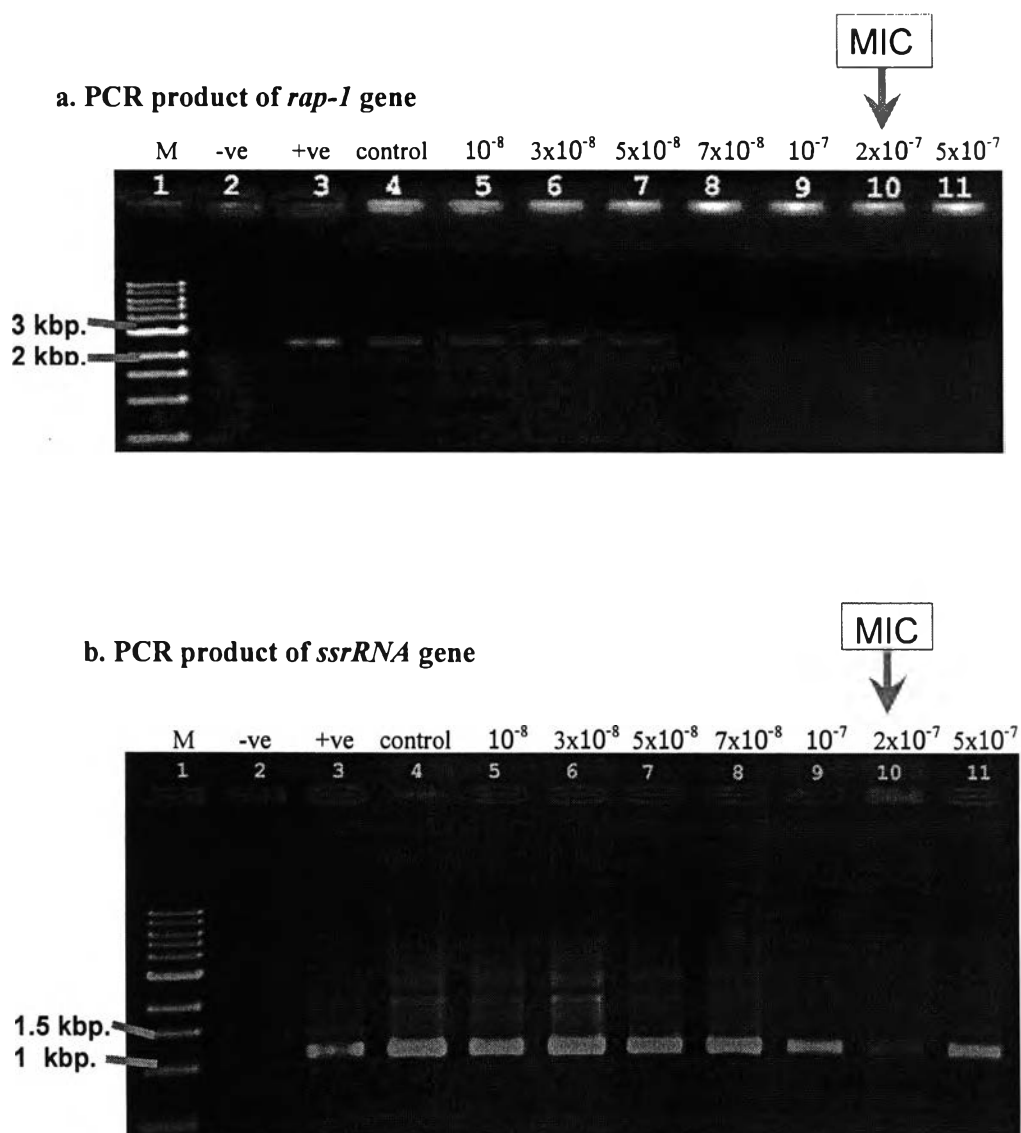 MIC
a. PCR product of rap-1 gene
M -ve +ve control 10⁻⁸ 3x10⁻⁸ 5x10⁻⁸ 7x10⁻⁸ 10⁻⁷ 2x10⁻⁷ 5x10⁻⁷
1 2 3 4 5 6 7 8 9 10 11
3 kbp.
2 kbp.
MIC
b. PCR product of ssrRNA gene
M -ve +ve control 10⁻⁸ 3x10⁻⁸ 5x10⁻⁸ 7x10⁻⁸ 10⁻⁷ 2x10⁻⁷ 5x10⁻⁷
1 2 3 4 5 6 7 8 9 10 11
1.5 kbp.
1 kbp.